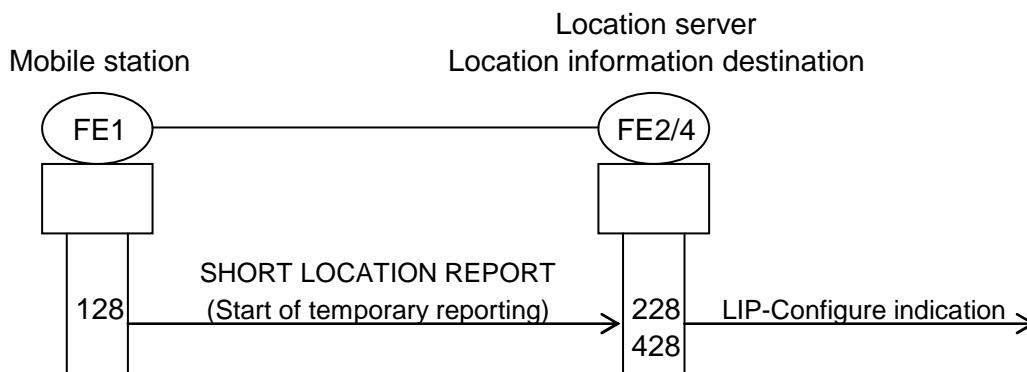 Location server
Mobile station
Location information destination
FE1
FE2/4
SHORT LOCATION REPORT
(Start of temporary reporting)
128
228
428
LIP-Configure indication